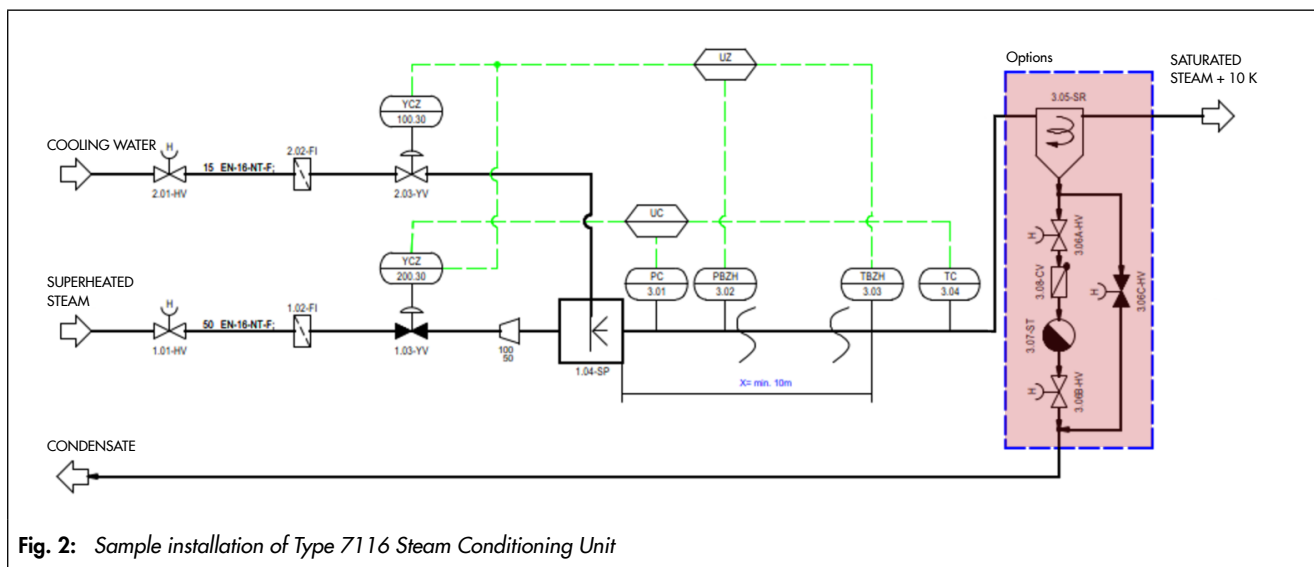 Options
SATURATED
STEAM + 10 K
UZ
YCZ
100.30
3.05-SR
COOLING WATER
H
2.01-HV
15 EN-16-NT-F;
2.02-FI
2.03-YV
UC
YCZ
200.30
PC
3.01
PBZH
3.02
TBZH
3.03
TC
3.04
H
3.06A-HV
3.08-CV
H
3.06C-HV
3.07-ST
H
3.06B-HV
SUPERHEATED
STEAM
H
1.01-HV
50 EN-16-NT-F;
1.02-FI
1.03-YV
100
50
1.04-SP
X= min. 10m
CONDENSATE
Fig. 2: Sample installation of Type 7116 Steam Conditioning Unit